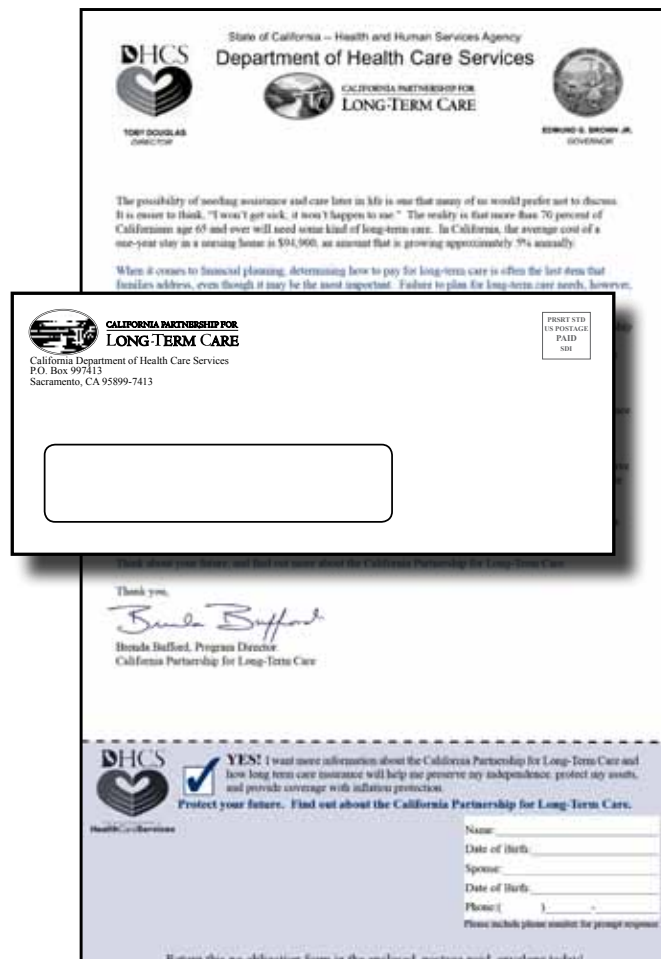 State of California -- Health and Human Services Agency
Department of Health Care Services
DHCS
CALIFORNIA PARTNERSHIP FOR
LONG-TERM CARE
TOBY DOUGLAS
DIRECTOR
EDMUND G. BROWN JR.
GOVERNOR
The possibility of needing assistance and care later in life is one that many of us would prefer not to discuss.
It is easier to think, "I won't get sick, it won't happen to me." The reality is that more than 70 percent of
Californians age 65 and over will need some kind of long-term care. In California, the average cost of a
one-year stay in a nursing home is $94,900, an amount that is growing approximately 5% annually.
When it comes to financial planning, determining how to pay for long-term care is often the last item that
families address, even though it may be the most important. Failure to plan for long-term care needs, however,
CALIFORNIA PARTNERSHIP FOR
LONG-TERM CARE
California Department of Health Care Services
P.O. Box 997413
Sacramento, CA 95899-7413
PRSRT STD
US POSTAGE
PAID
SDI
Think about your future, and find out more about the California Partnership for Long-Term Care
Thank you,
Brenda Bufford
Brenda Bufford, Program Director
California Partnership for Long-Term Care
DHCS
YES! I want more information about the California Partnership for Long-Term Care and
how long term care insurance will help me preserve my independence, protect my assets,
and provide coverage with inflation protection.
Protect your future. Find out about the California Partnership for Long-Term Care.
HealthCareServices
Name:
Date of Birth:
Spouse:
Date of Birth:
Phone:( ) -
Please include phone number for prompt response.
Return this no obligation form in the enclosed, postage paid, envelope today!